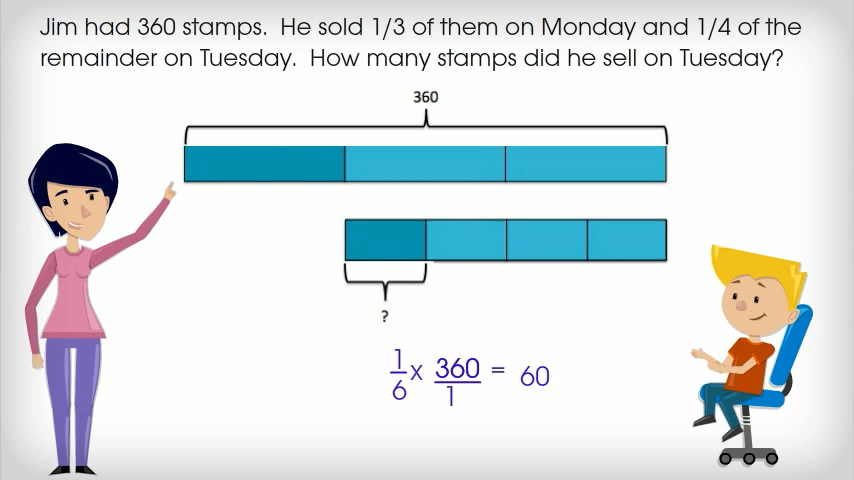 Jim had 360 stamps. He sold 1/3 of them on Monday and 1/4 of the
remainder on Tuesday. How many stamps did he sell on Tuesday?
360
?
1/6 x 360/1 = 60